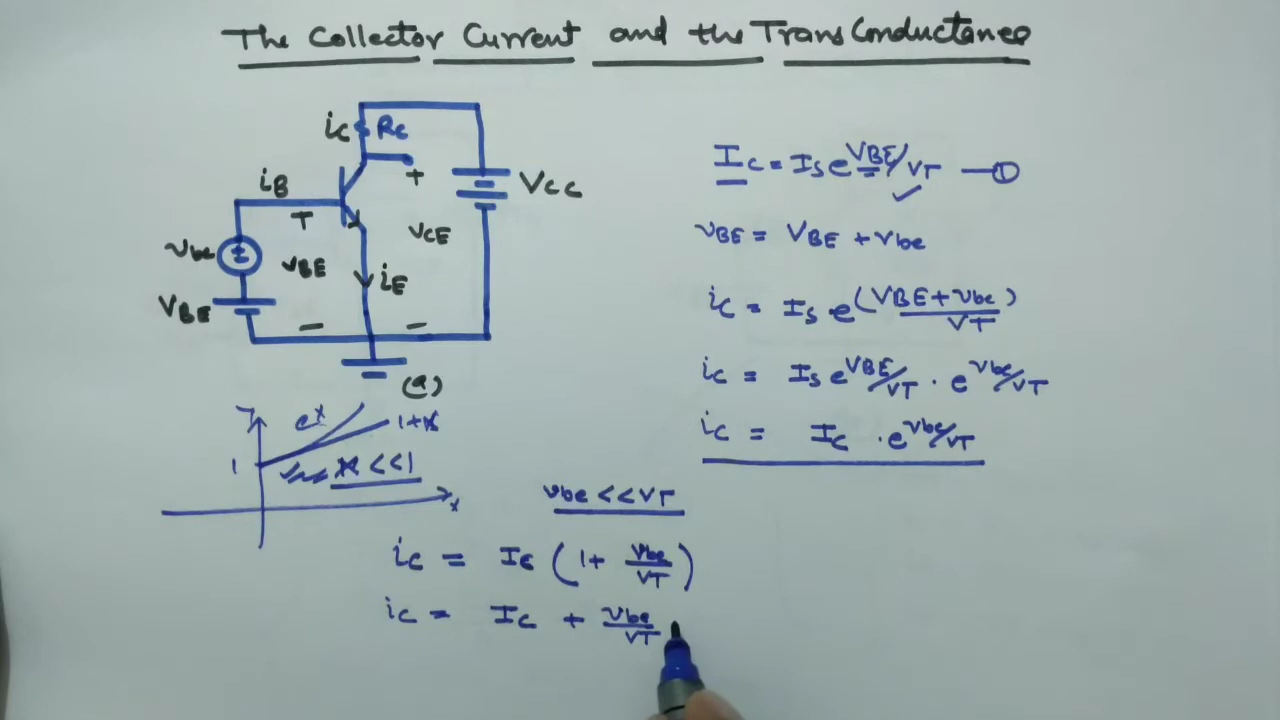 The Collector Current and the TransConductance
ic Rc
iB
+
+
VCC
vCE
vbe
vBE
iE
VBE
(a)
IC = IS e VBE/VT — ①
vBE = VBE + vbe
ic = IS e (VBE + vbe)/VT
ic = IS e VBE/VT · e vbe/VT
ic = IC · e vbe/VT
y
e^x
1+x
1
x<<1
x
vbe <<VT
ic = IC (1+ vbe/VT)
ic = IC + vbe/VT